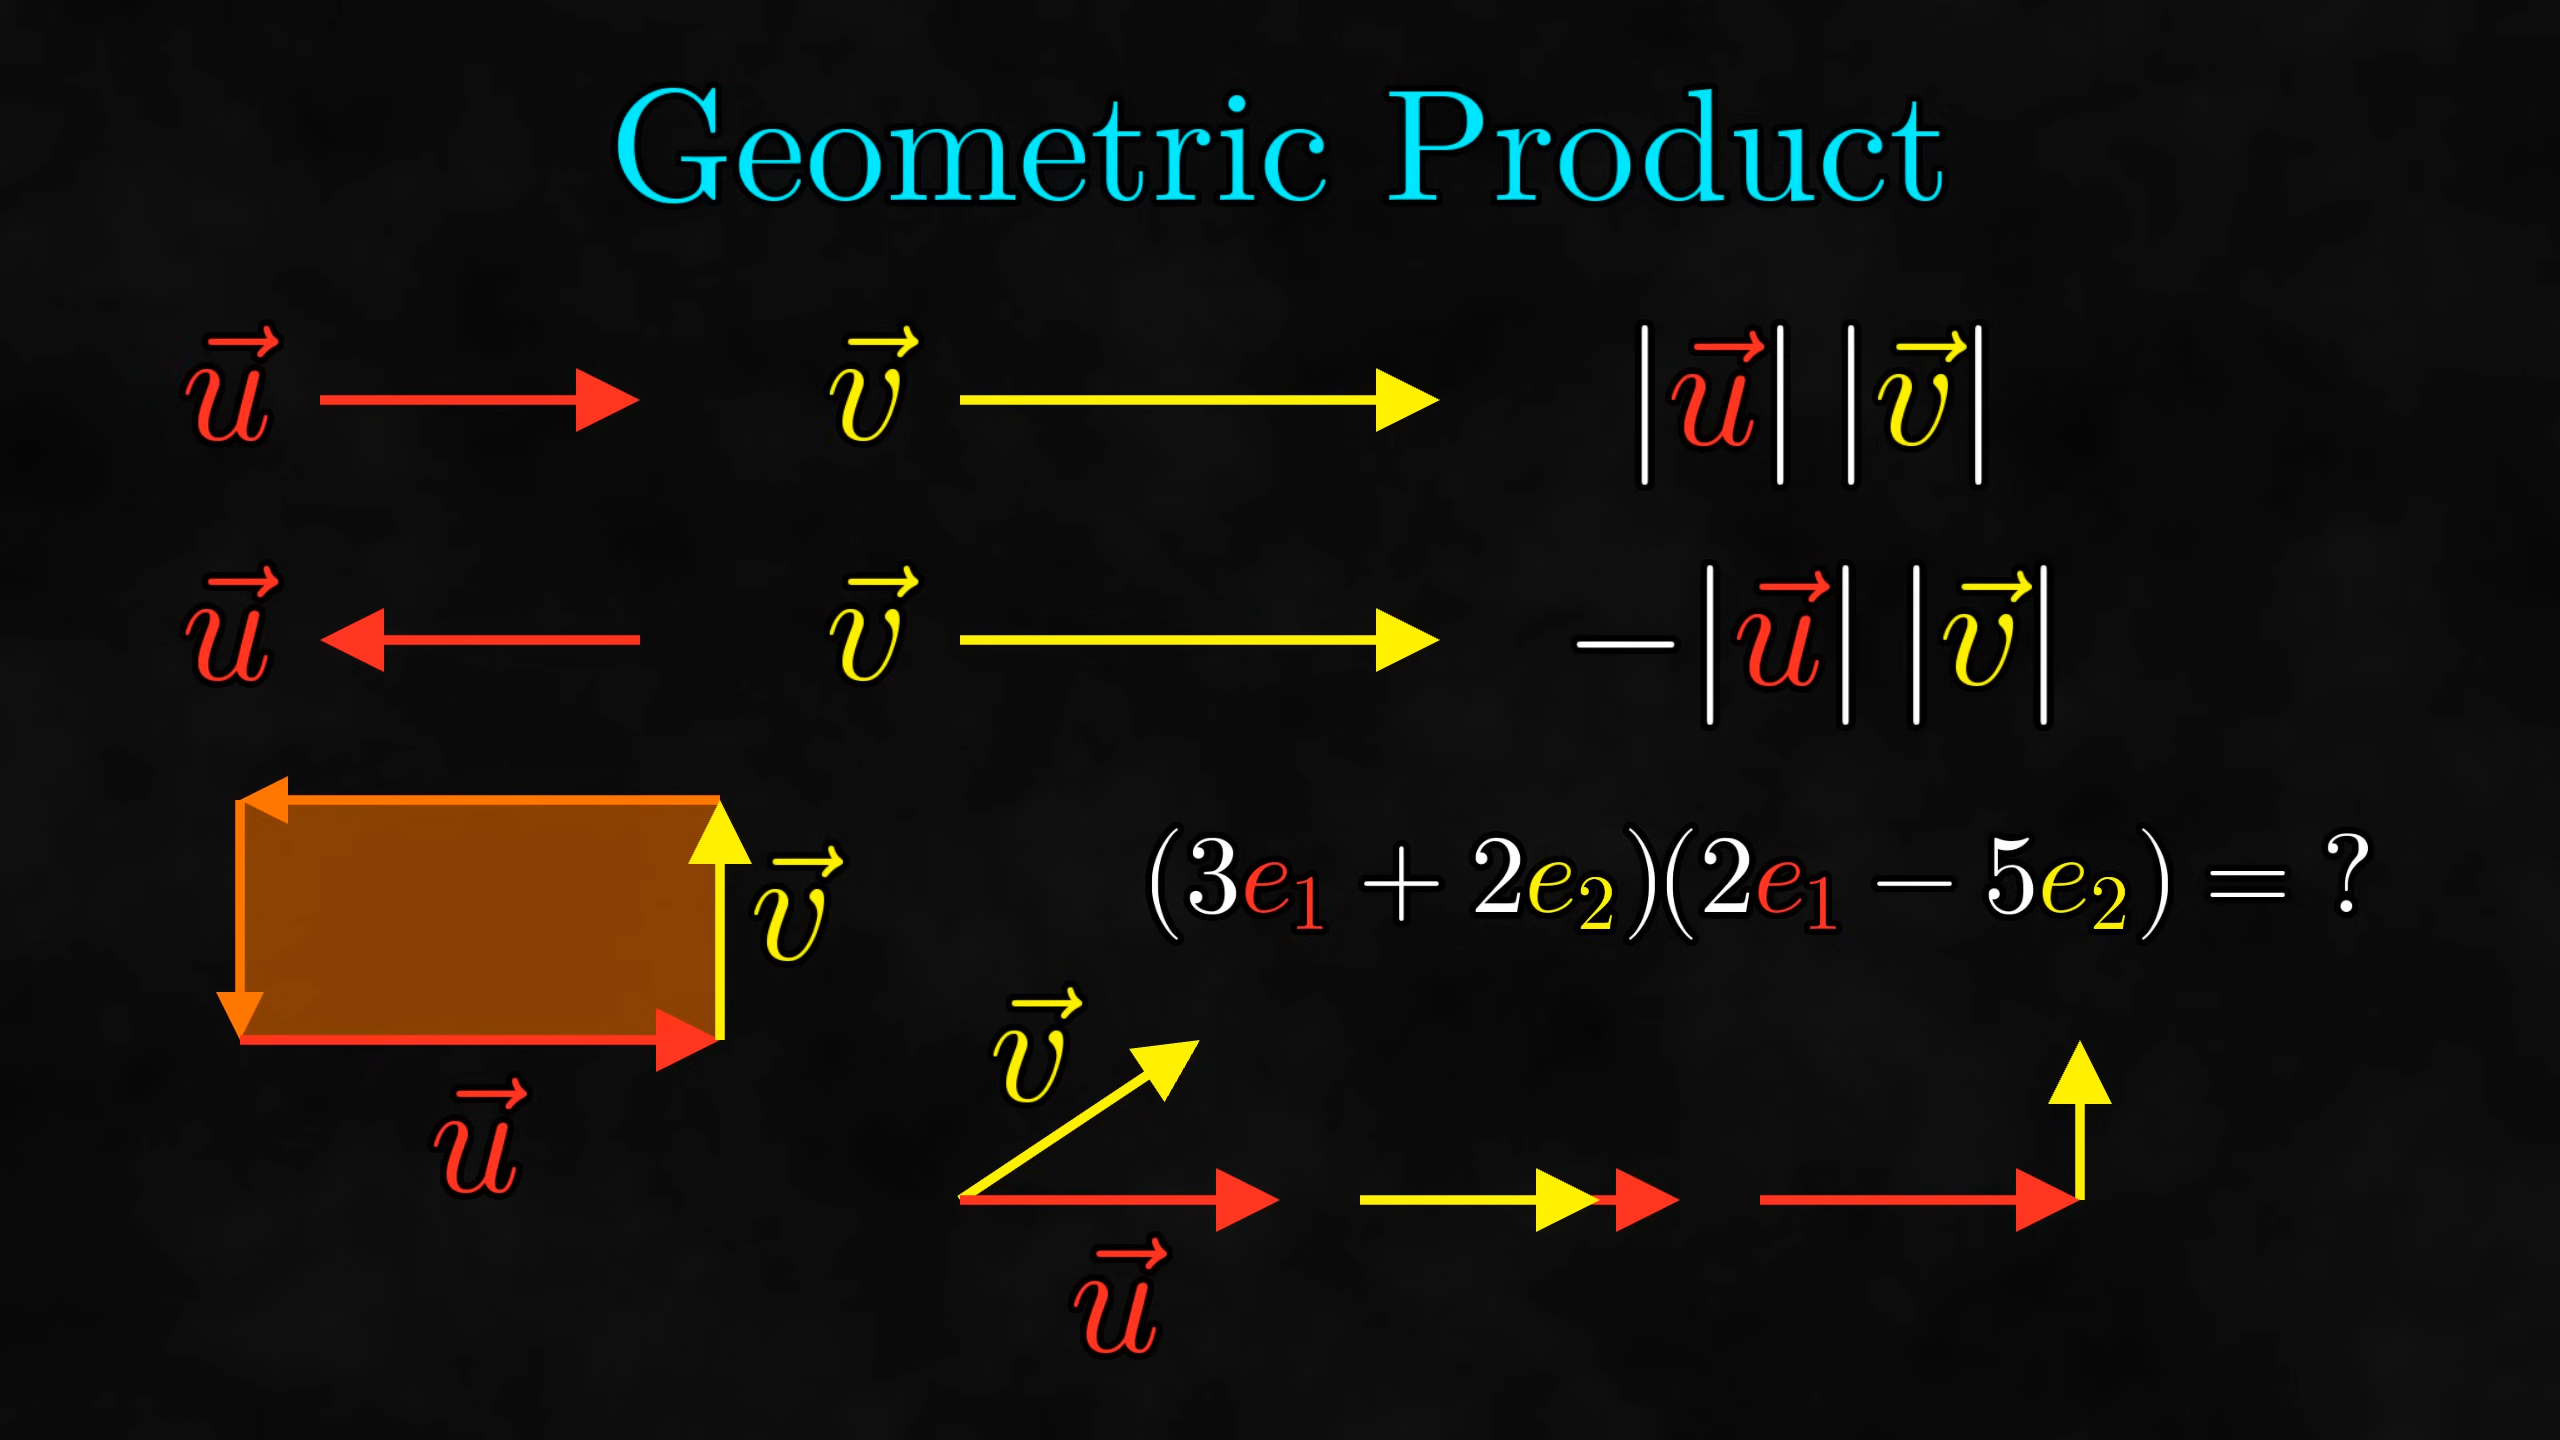 Geometric Product
u⃗ v⃗ |u⃗| |v⃗|
u⃗ v⃗ −|u⃗| |v⃗|
v⃗
u⃗
(3e₁ + 2e₂)(2e₁ − 5e₂) = ?
v⃗
u⃗